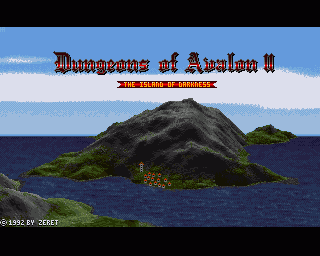 Dungeons of Avalon II
THE ISLAND OF DARKNESS
© 1992 BY ZERET